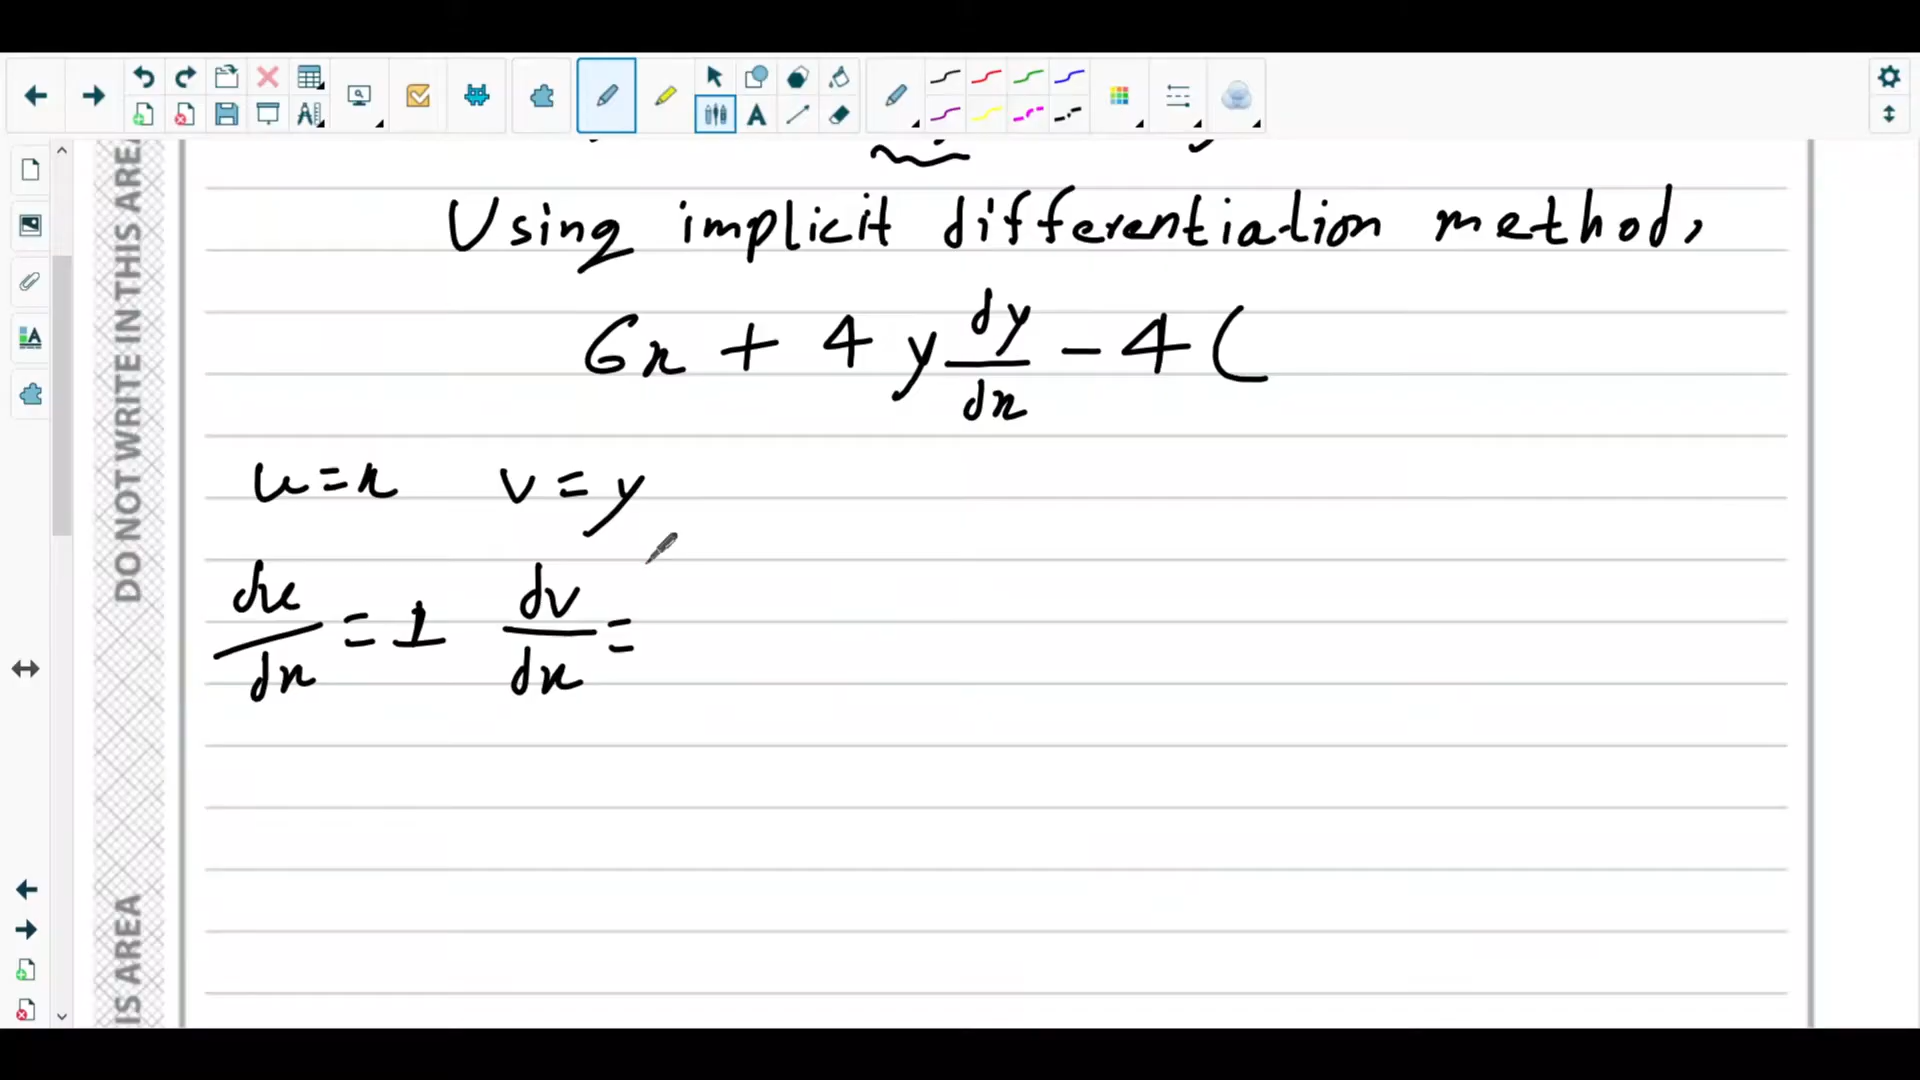 DO NOT WRITE IN THIS AREA
Using implicit differentiation method,
6x + 4 y dy/dx - 4 (
u = x v = y
du/dx = 1 dv/dx =
IS AREA